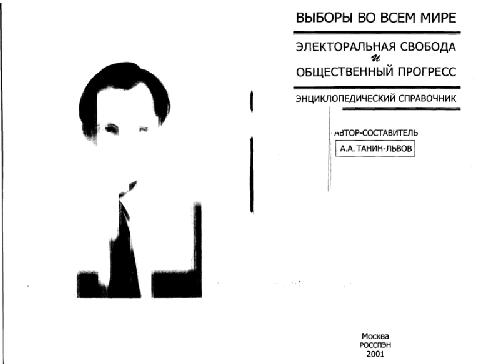 ВЫБОРЫ ВО ВСЕМ МИРЕ
ЭЛЕКТОРАЛЬНАЯ СВОБОДА
и
ОБЩЕСТВЕННЫЙ ПРОГРЕСС
ЭНЦИКЛОПЕДИЧЕСКИЙ СПРАВОЧНИК
АВТОР-СОСТАВИТЕЛЬ
А.А. ТАНИН-ЛЬВОВ
Москва
РОССПЭН
2001